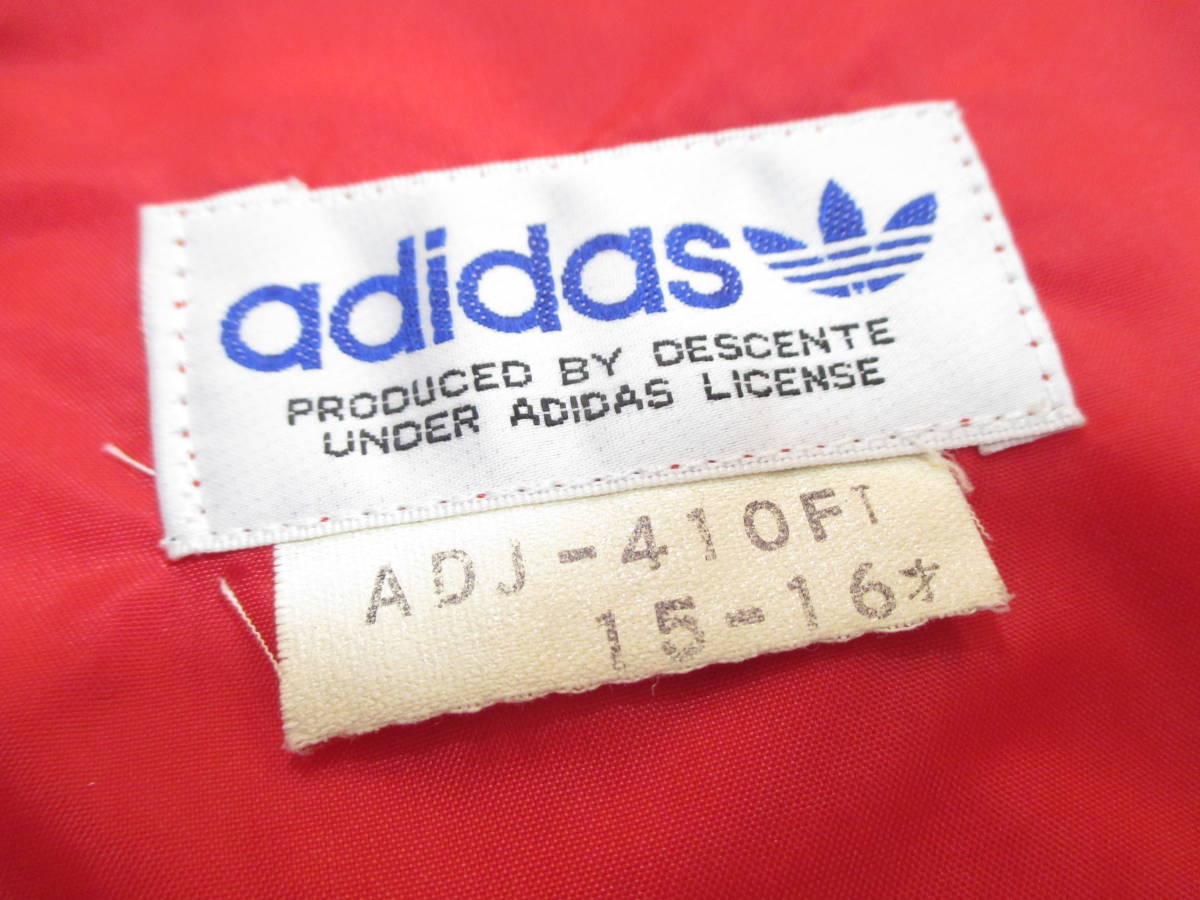 adidas
PRODUCED BY DESCENTE
UNDER ADIDAS LICENSE
ADJ-410FT
15-16才